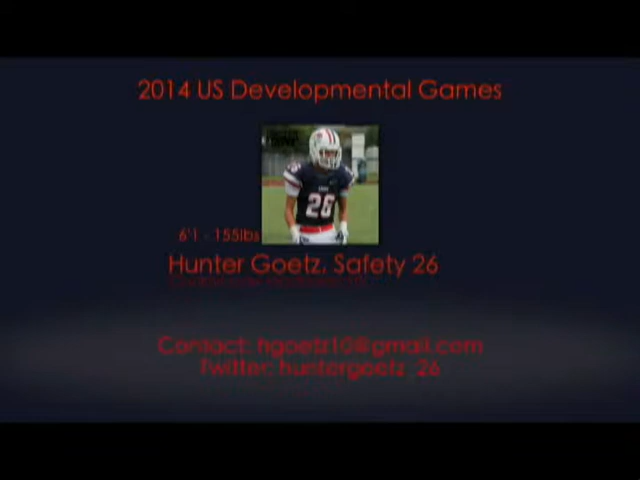 2014 US Developmental Games
26
6'1 - 155lbs
Hunter Goetz, Safety 26
Contact: hgoetz10@gmail.com
Twitter: huntergoetz_26